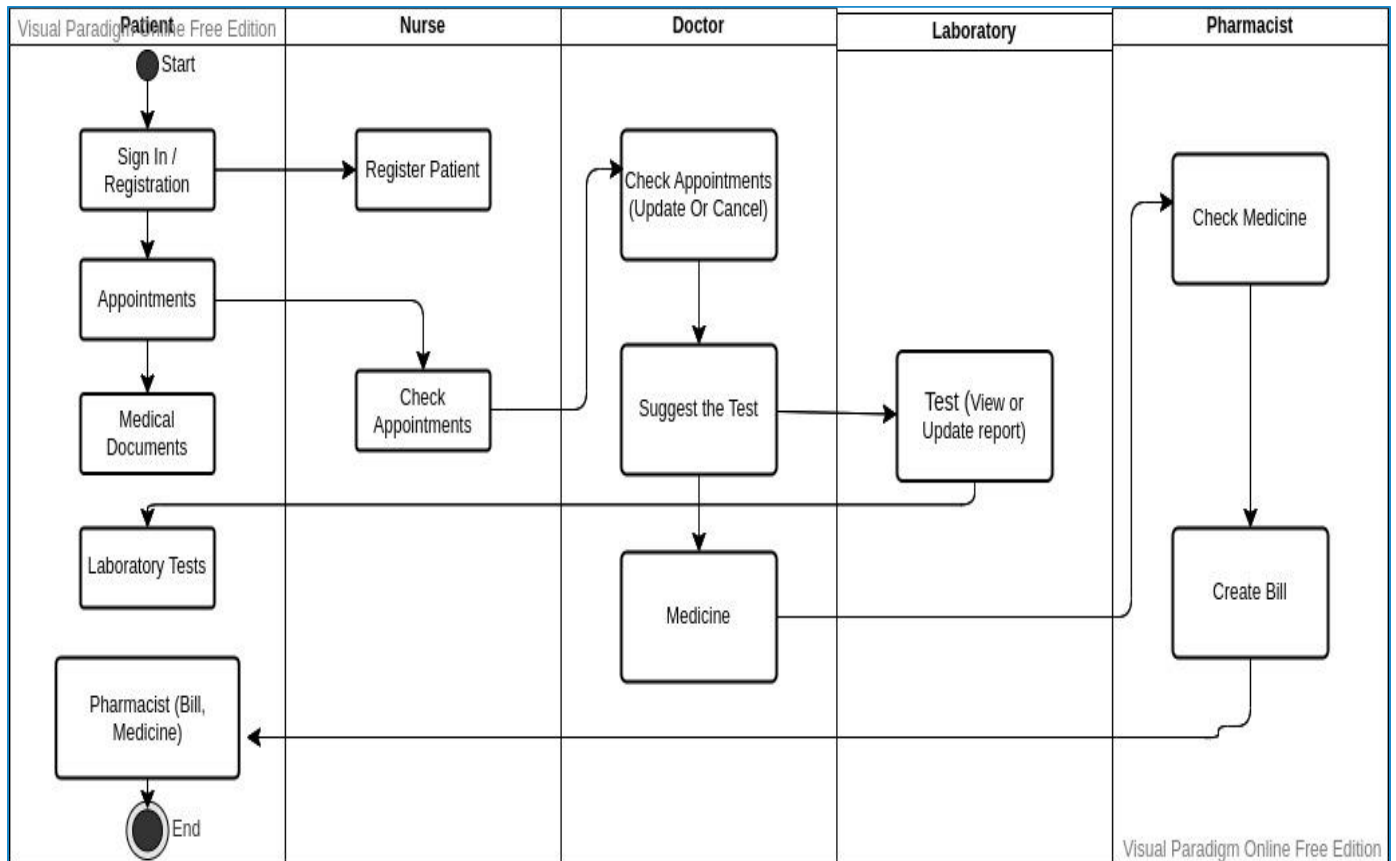 Visual Paradigm Online Free Edition
Patient
Nurse
Doctor
Laboratory
Pharmacist
Start
Sign In /
Registration
Register Patient
Check Appointments
(Update Or Cancel)
Check Medicine
Appointments
Check
Appointments
Suggest the Test
Test (View or
Update report)
Medical
Documents
Laboratory Tests
Medicine
Create Bill
Pharmacist (Bill,
Medicine)
End
Visual Paradigm Online Free Edition